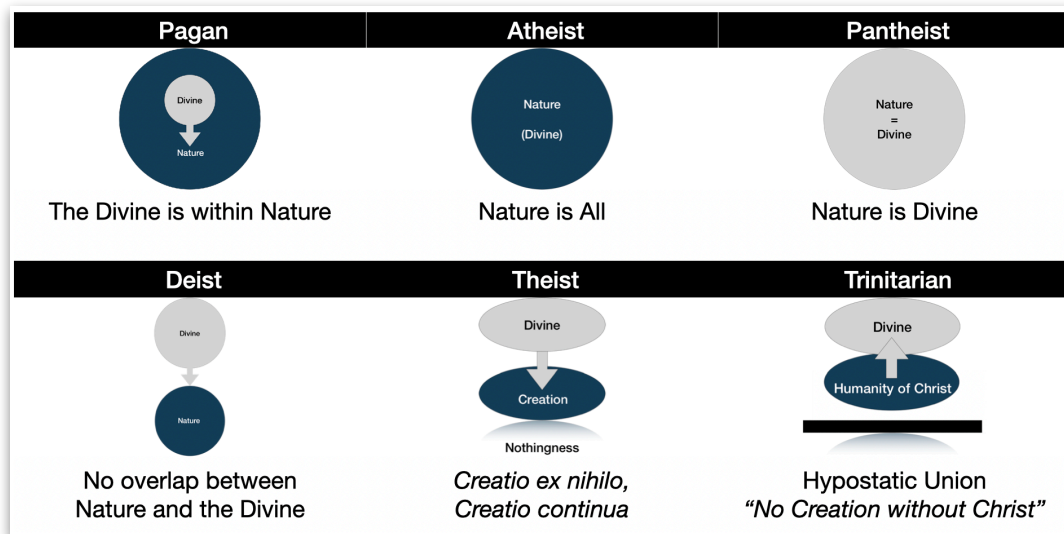 Pagan
Atheist
Pantheist
Divine
Nature
The Divine is within Nature
Nature
(Divine)
Nature is All
Nature
=
Divine
Nature is Divine
Deist
Theist
Trinitarian
Divine
Nature
No overlap between
Nature and the Divine
Divine
Creation
Nothingness
Creatio ex nihilo,
Creatio continua
Divine
Humanity of Christ
Hypostatic Union
“No Creation without Christ”